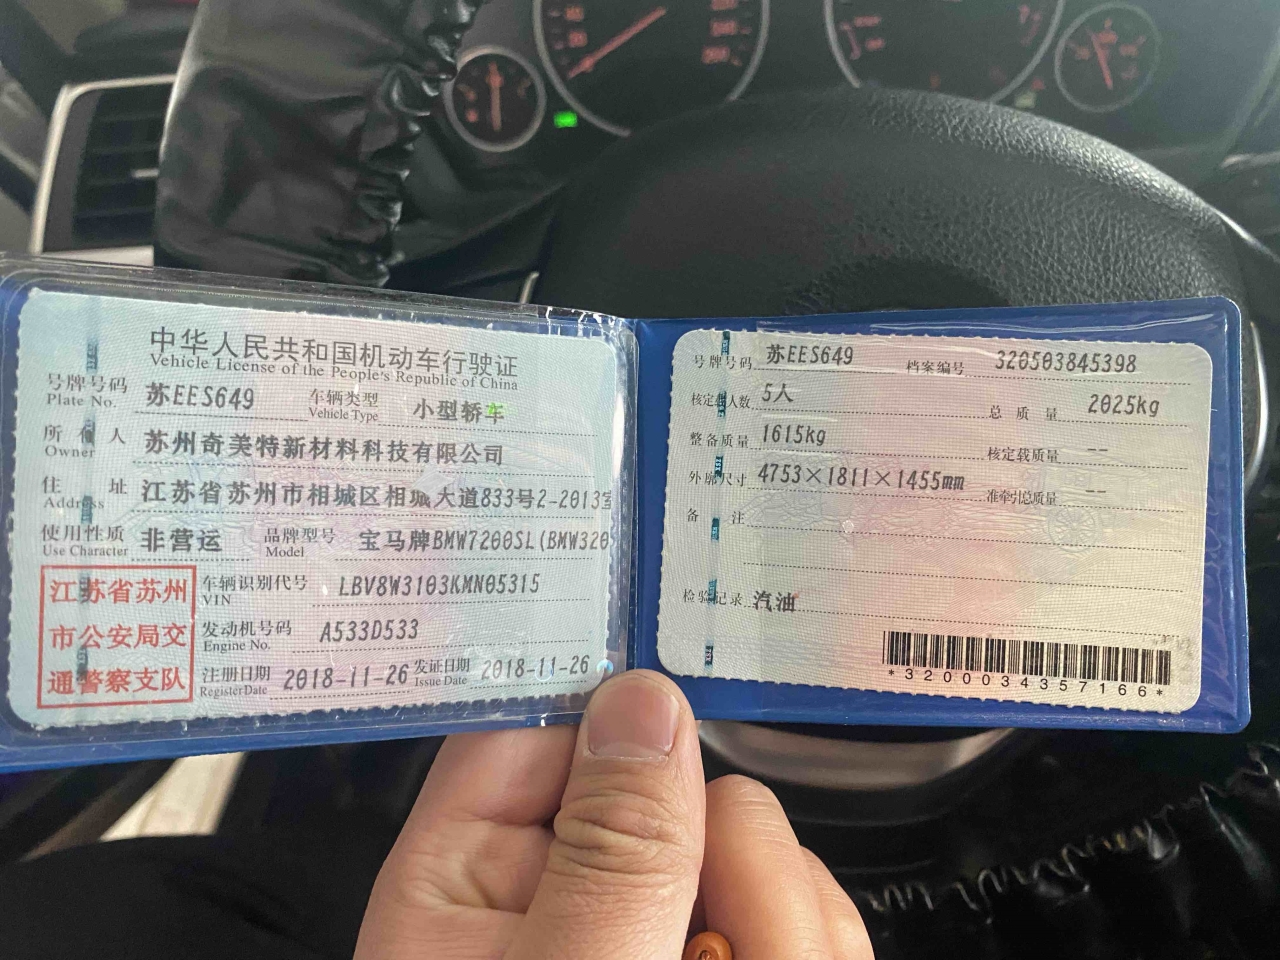 中华人民共和国机动车行驶证
Vehicle License of the People's Republic of China
号牌号码 苏EES649 车辆类型 小型轿车
Plate No. Vehicle Type
所有人 苏州奇美特新材料科技有限公司
Owner
住址 江苏省苏州市相城区相城大道833号2-2013室
Address
使用性质 非营运 品牌型号 宝马牌BMW7200SL(BMW320
Use Character Model
江苏省苏州
市公安局交
通警察支队
车辆识别代号 LBV8W3103KMN05315
VIN
发动机号码 A533D533
Engine No.
注册日期 2018-11-26 发证日期 2018-11-26
Register Date Issue Date
号牌号码 苏EES649 档案编号 320503845398
核定载人数 5人 总质量 2025kg
整备质量 1615kg 核定载质量 --
外廓尺寸 4753×1811×1455mm 准牵引总质量 --
备注
检验记录 汽油
*3200034357166*